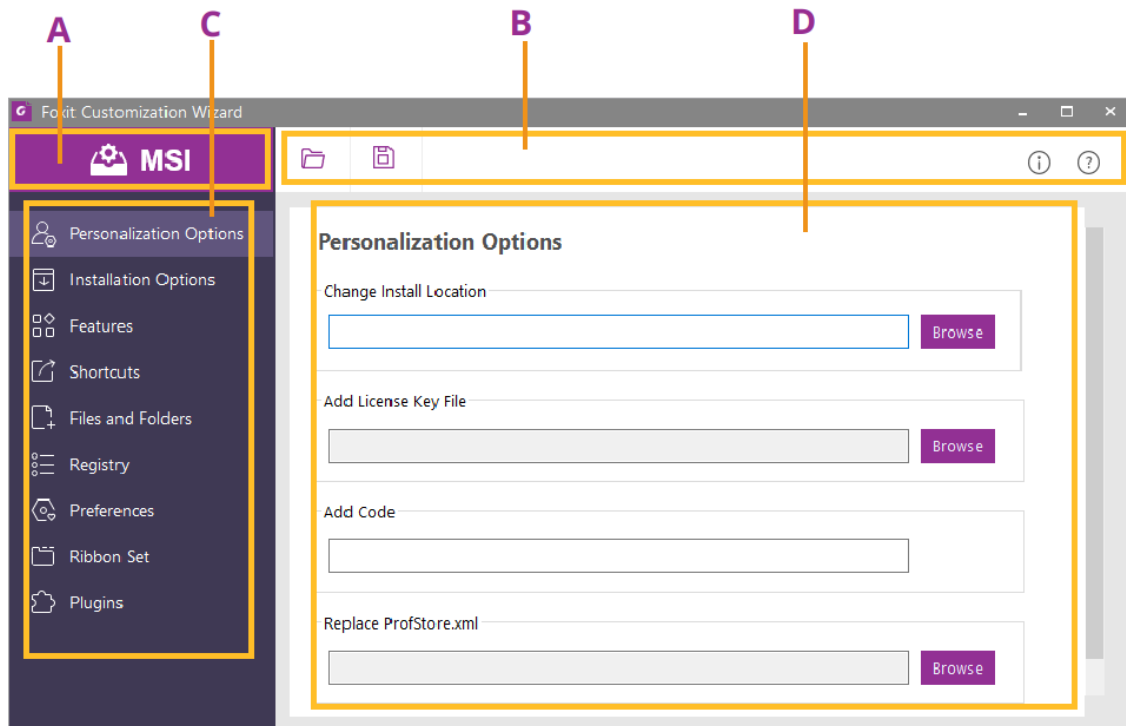 A
C
B
D
Foxit Customization Wizard
MSI
Personalization Options
Installation Options
Features
Shortcuts
Files and Folders
Registry
Preferences
Ribbon Set
Plugins
Personalization Options
Change Install Location
Browse
Add License Key File
Browse
Add Code
Replace ProfStore.xml
Browse